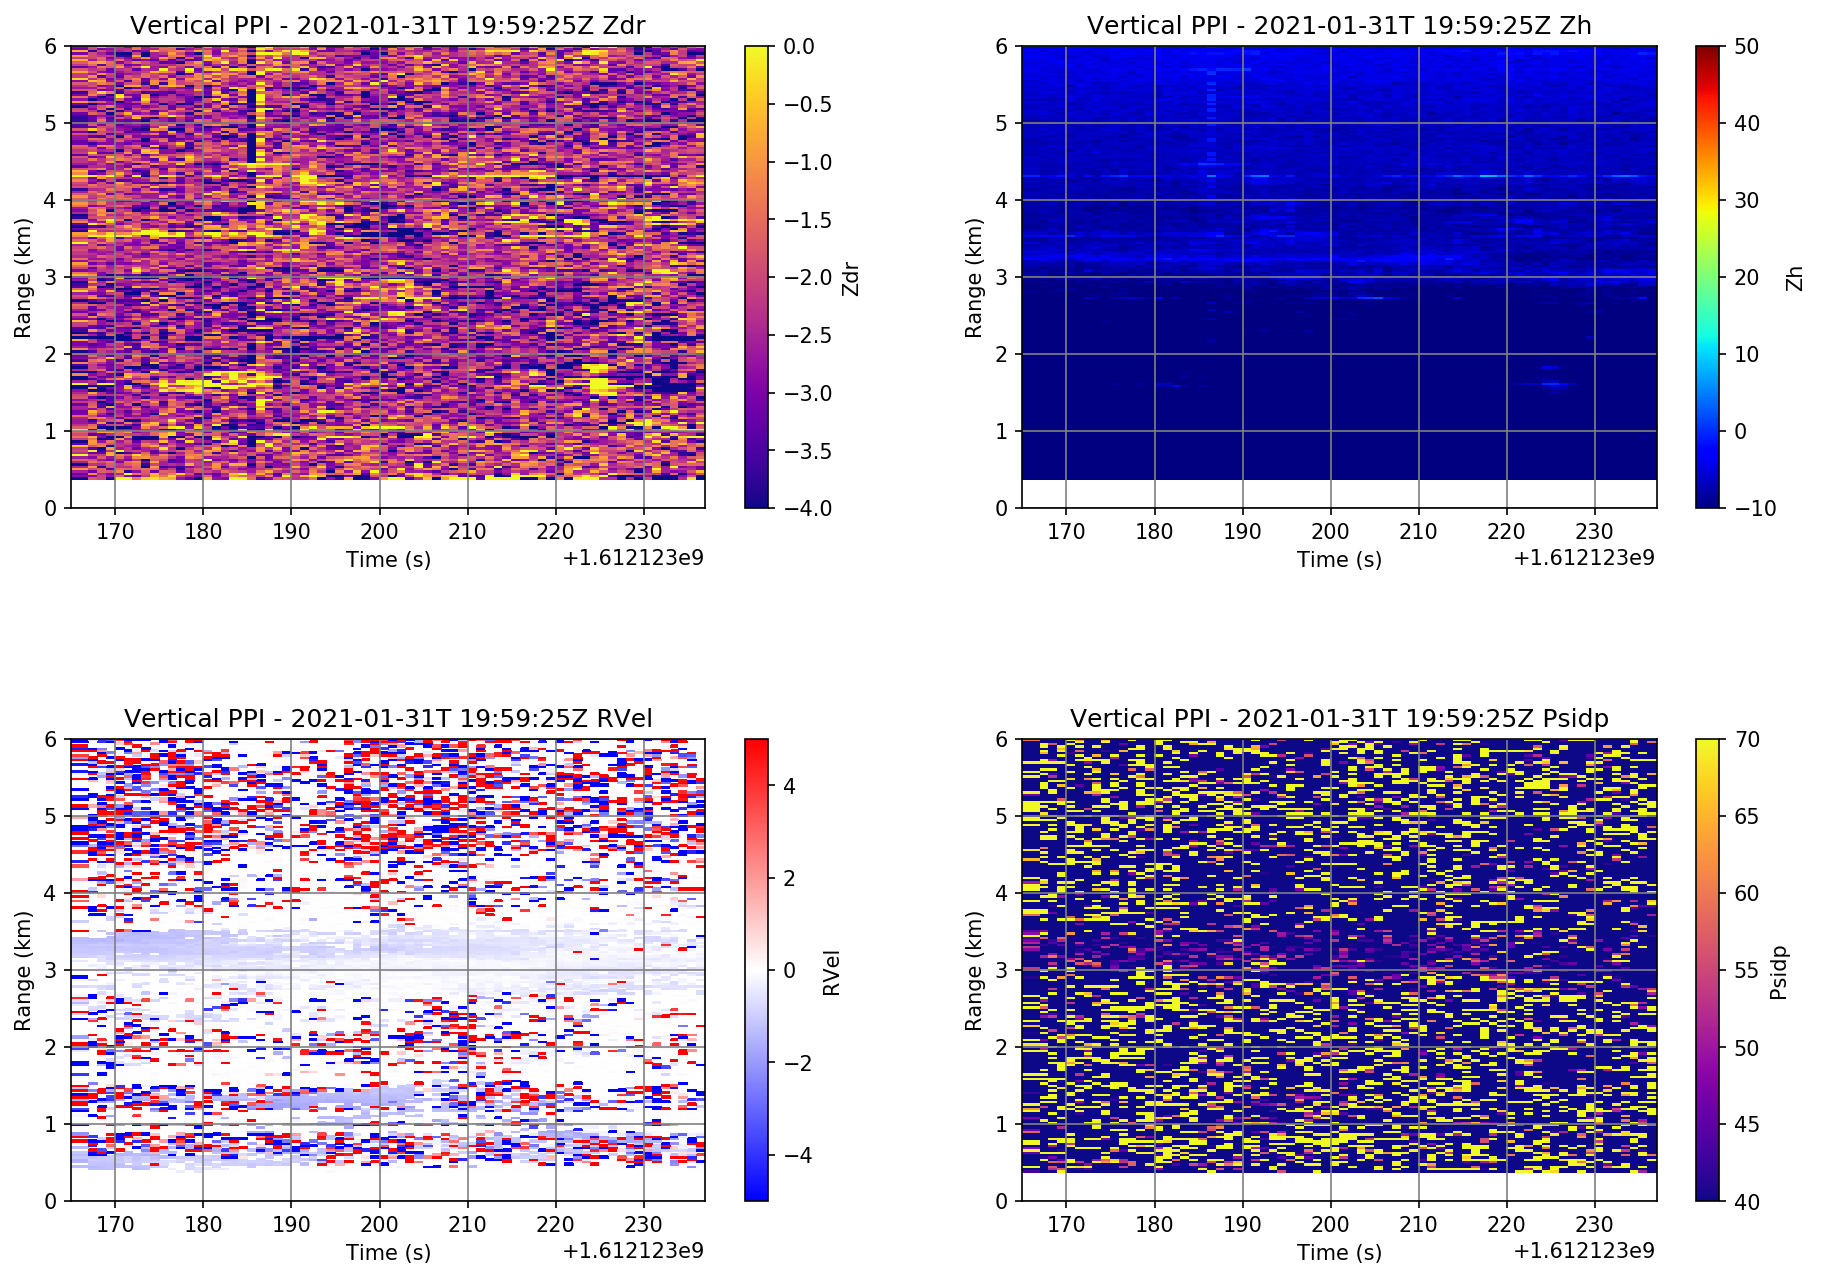 Vertical PPI - 2021-01-31T 19:59:25Z Zdr
6
5
4
3
2
1
0
Range (km)
170 180 190 200 210 220 230
+1.612123e9
Time (s)
0.0
−0.5
−1.0
−1.5
−2.0
−2.5
−3.0
−3.5
−4.0
Zdr
Vertical PPI - 2021-01-31T 19:59:25Z Zh
6
5
4
3
2
1
0
Range (km)
170 180 190 200 210 220 230
+1.612123e9
Time (s)
50
40
30
20
10
0
−10
Zh
Vertical PPI - 2021-01-31T 19:59:25Z RVel
6
5
4
3
2
1
0
Range (km)
170 180 190 200 210 220 230
+1.612123e9
Time (s)
4
2
0
−2
−4
RVel
Vertical PPI - 2021-01-31T 19:59:25Z Psidp
6
5
4
3
2
1
0
Range (km)
170 180 190 200 210 220 230
+1.612123e9
Time (s)
70
65
60
55
50
45
40
Psidp